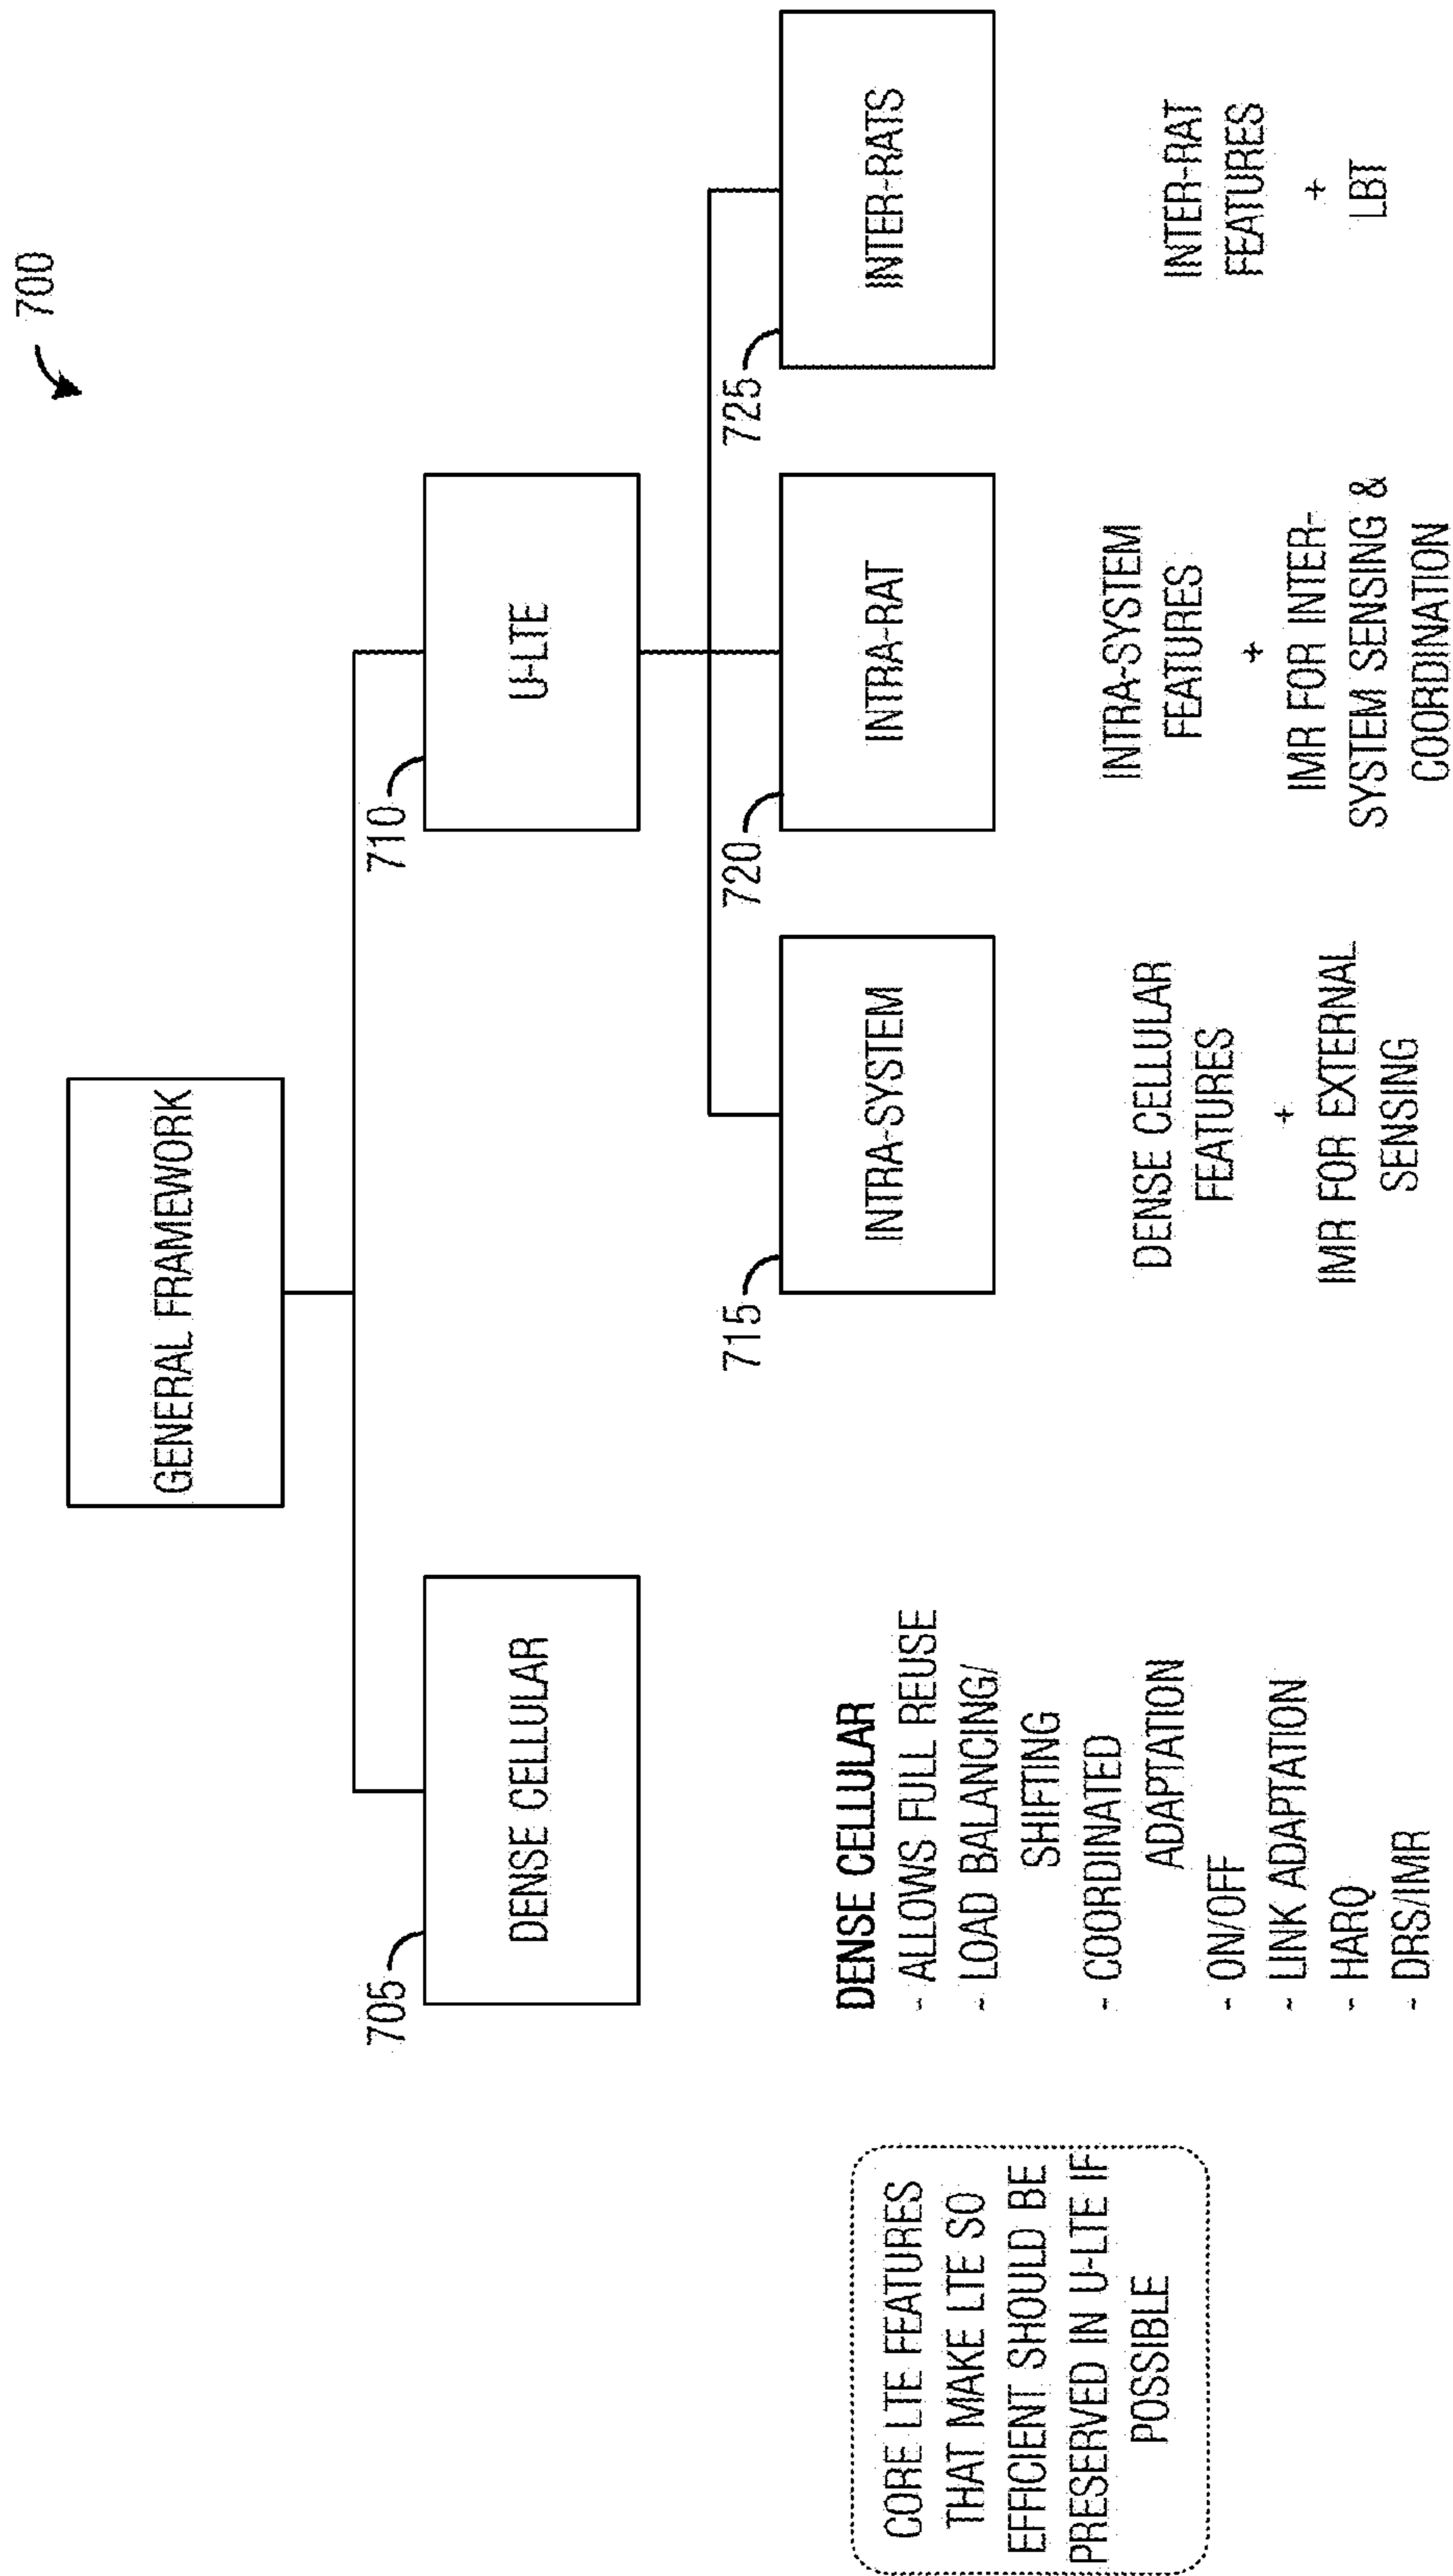 700
GENERAL FRAMEWORK
705
DENSE CELLULAR
710
U-LTE
715
INTRA-SYSTEM
720
INTRA-RAT
725
INTER-RATS
CORE LTE FEATURES
THAT MAKE LTE SO
EFFICIENT SHOULD BE
PRESERVED IN U-LTE IF
POSSIBLE
DENSE CELLULAR
- ALLOWS FULL REUSE
- LOAD BALANCING/
SHIFTING
- COORDINATED
ADAPTATION
- ON/OFF
- LINK ADAPTATION
- HARQ
- DRS/IMR
DENSE CELLULAR
FEATURES
+
IMR FOR EXTERNAL
SENSING
INTRA-SYSTEM
FEATURES
+
IMR FOR INTER-
SYSTEM SENSING &
COORDINATION
INTER-RAT
FEATURES
+
LBT